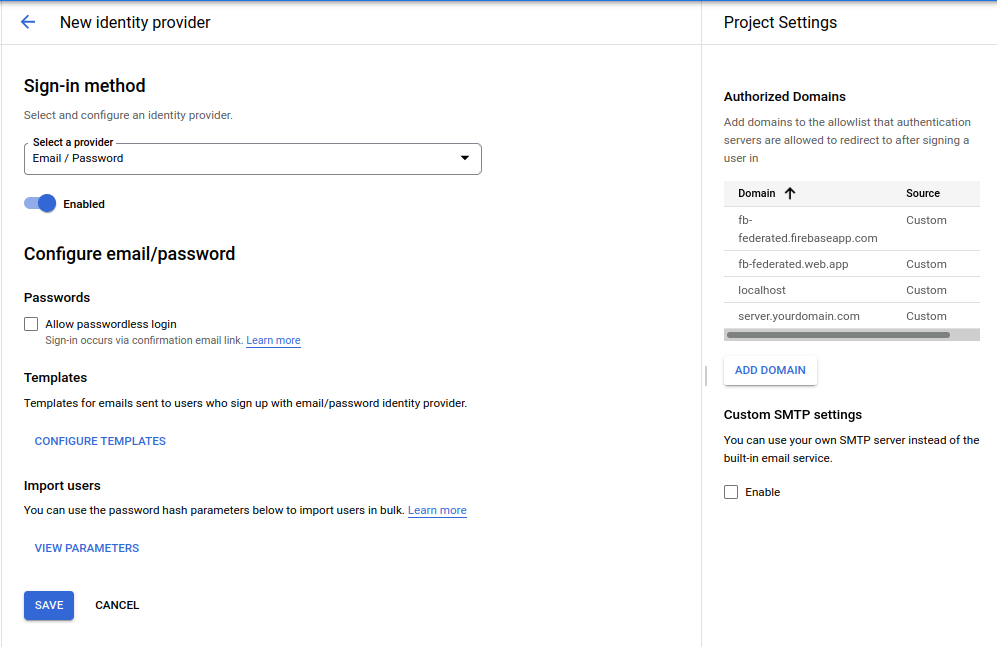 New identity provider
Sign-in method
Select and configure an identity provider.
Select a provider
Email / Password
Enabled
Configure email/password
Passwords
Allow passwordless login
Sign-in occurs via confirmation email link. Learn more
Templates
Templates for emails sent to users who sign up with email/password identity provider.
CONFIGURE TEMPLATES
Import users
You can use the password hash parameters below to import users in bulk. Learn more
VIEW PARAMETERS
SAVE CANCEL
Project Settings
Authorized Domains
Add domains to the allowlist that authentication
servers are allowed to redirect to after signing a
user in
Domain Source
fb- Custom
federated.firebaseapp.com
fb-federated.web.app Custom
localhost Custom
server.yourdomain.com Custom
ADD DOMAIN
Custom SMTP settings
You can use your own SMTP server instead of the
built-in email service.
Enable